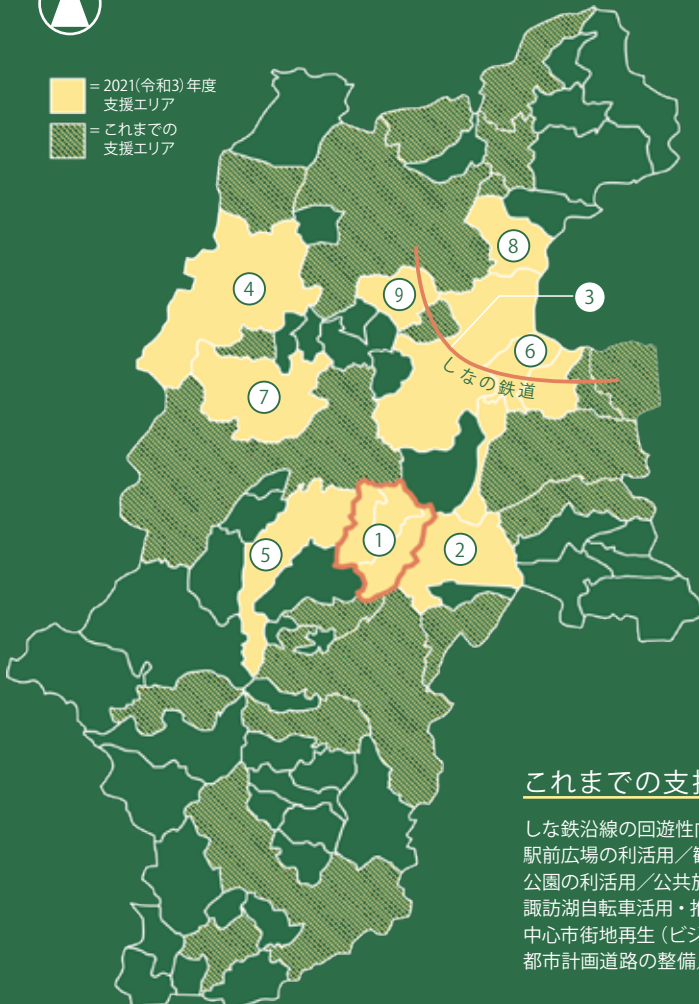 = 2021(令和3)年度
支援エリア
= これまでの
支援エリア
8
4
9
3
6
しなの鉄道
7
1
2
5
これまでの支
しな鉄沿線の回遊性
駅前広場の利活用／
公園の利活用／公共
諏訪湖自転車活用・
中心市街地再生（ビジ
都市計画道路の整備